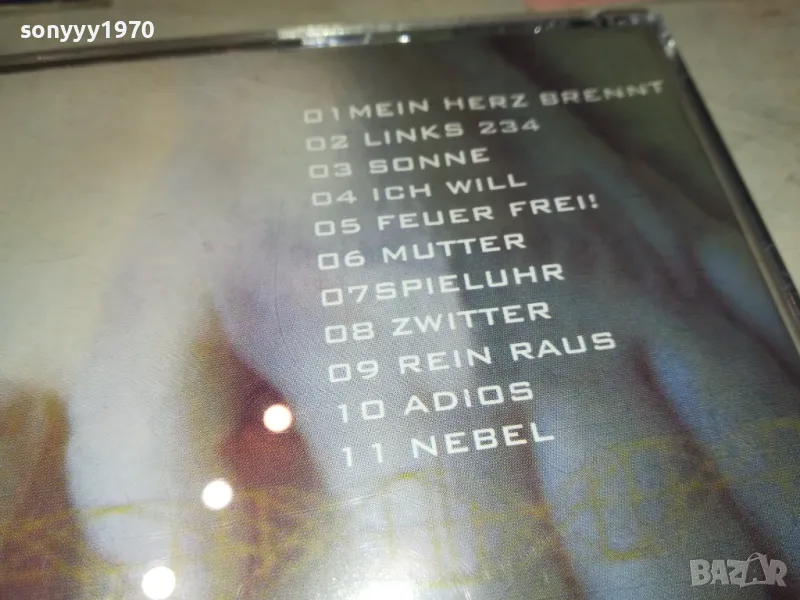 sonyyy1970
01MEIN HERZ BRENNT
02 LINKS 234
03 SONNE
04 ICH WILL
05 FEUER FREI!
06 MUTTER
07SPIELUHR
08 ZWITTER
09 REIN RAUS
10 ADIOS
11 NEBEL
BAZAR